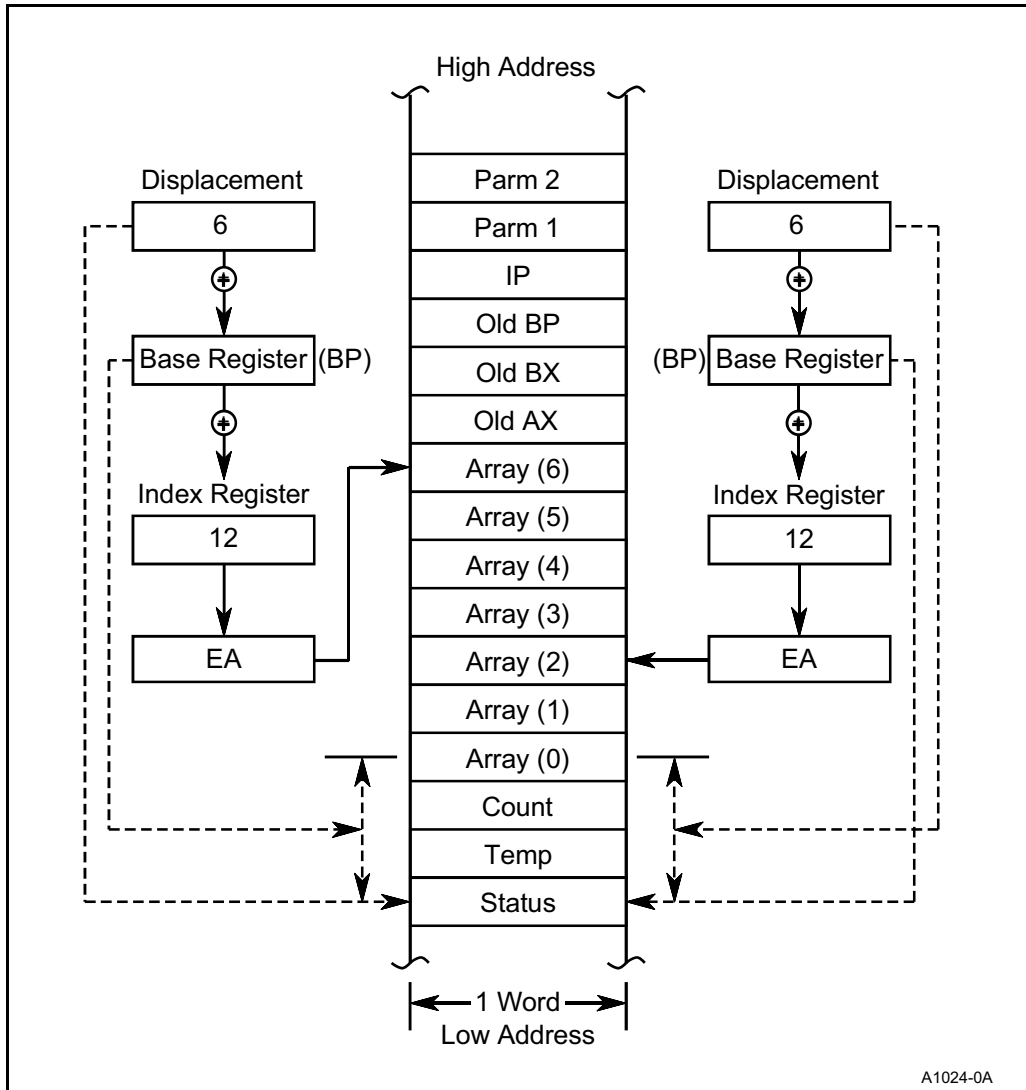 High Address
Displacement
6
Base Register (BP)
Index Register
12
EA
Parm 2
Parm 1
IP
Old BP
Old BX
Old AX
Array (6)
Array (5)
Array (4)
Array (3)
Array (2)
Array (1)
Array (0)
Count
Temp
Status
Displacement
6
(BP) Base Register
Index Register
12
EA
1 Word
Low Address
A1024-0A